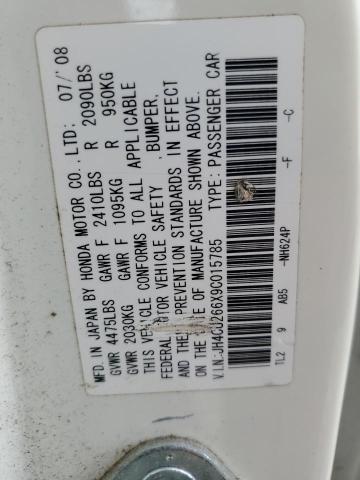 MFD. IN JAPAN BY HONDA MOTOR CO., LTD. 07/'08
GVWR 4475LBS GAWR F 2410LBS R 2090LBS
GVWR 2030KG GAWR F 1095KG R 950KG
THIS VEHICLE CONFORMS TO ALL APPLICABLE
FEDERAL MOTOR VEHICLE SAFETY , BUMPER,
AND THEFT PREVENTION STANDARDS IN EFFECT
ON THE DATE OF MANUFACTURE SHOWN ABOVE.
V.I.N: JH4CU266X9C015785 TYPE: PASSENGER CAR
-NH624P -F -C
TL2 9 AB5